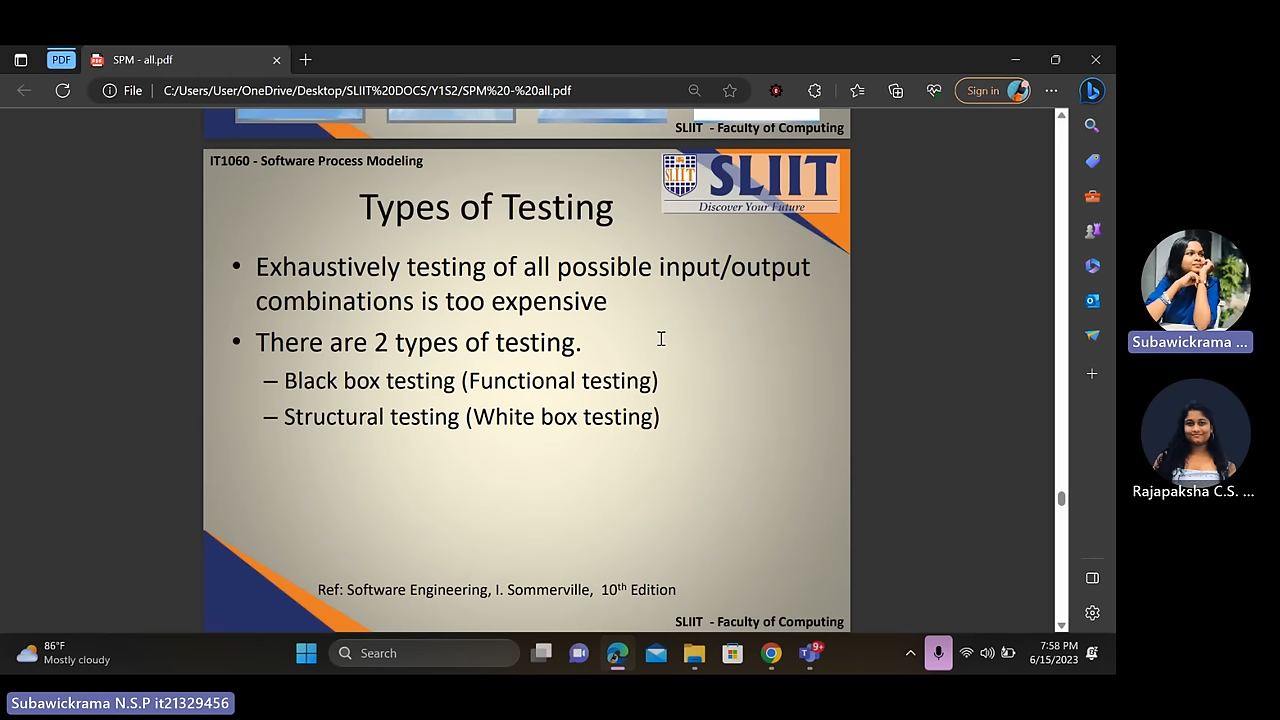 PDF
SPM - all.pdf
File
C:/Users/User/OneDrive/Desktop/SLIIT%20DOCS/Y1S2/SPM%20-%20all.pdf
Sign in
SLIIT - Faculty of Computing
IT1060 - Software Process Modeling
SLIIT
SLIIT
Discover Your Future
Types of Testing
• Exhaustively testing of all possible input/output
combinations is too expensive
• There are 2 types of testing.
– Black box testing (Functional testing)
– Structural testing (White box testing)
Ref: Software Engineering, I. Sommerville, 10th Edition
SLIIT - Faculty of Computing
Subawickrama ...
Rajapaksha C.S. ...
86°F
Mostly cloudy
Search
9+
7:58 PM
6/15/2023
Subawickrama N.S.P it21329456